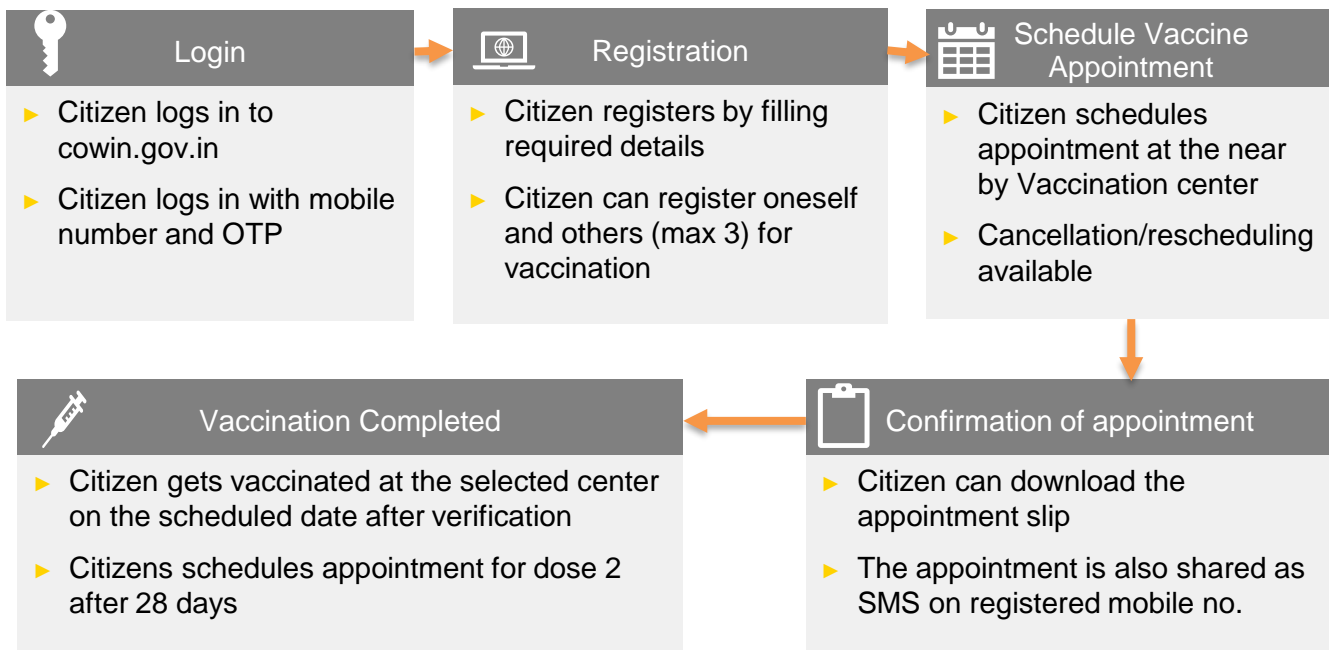 Login
► Citizen logs in to
cowin.gov.in
► Citizen logs in with mobile
number and OTP
Registration
► Citizen registers by filling
required details
► Citizen can register oneself
and others (max 3) for
vaccination
Schedule Vaccine
Appointment
► Citizen schedules
appointment at the near
by Vaccination center
► Cancellation/rescheduling
available
Confirmation of appointment
► Citizen can download the
appointment slip
► The appointment is also shared as
SMS on registered mobile no.
Vaccination Completed
► Citizen gets vaccinated at the selected center
on the scheduled date after verification
► Citizens schedules appointment for dose 2
after 28 days